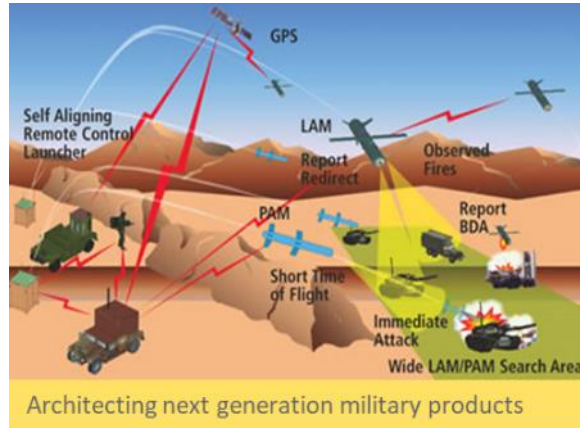 GPS
Self Aligning
Remote Control
Launcher
LAM
Report
Redirect
Observed
Fires
PAM
Report
BDA
Short Time
of Flight
Immediate
Attack
Wide LAM/PAM Search Area
Architecting next generation military products